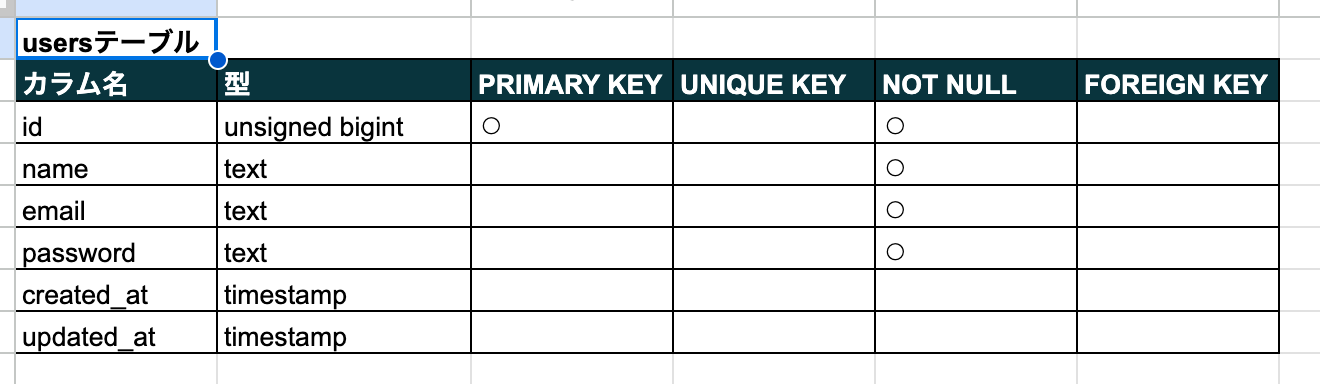 usersテーブル
カラム名 型 PRIMARY KEY UNIQUE KEY NOT NULL FOREIGN KEY
id unsigned bigint ○ ○
name text ○
email text ○
password text ○
created_at timestamp
updated_at timestamp